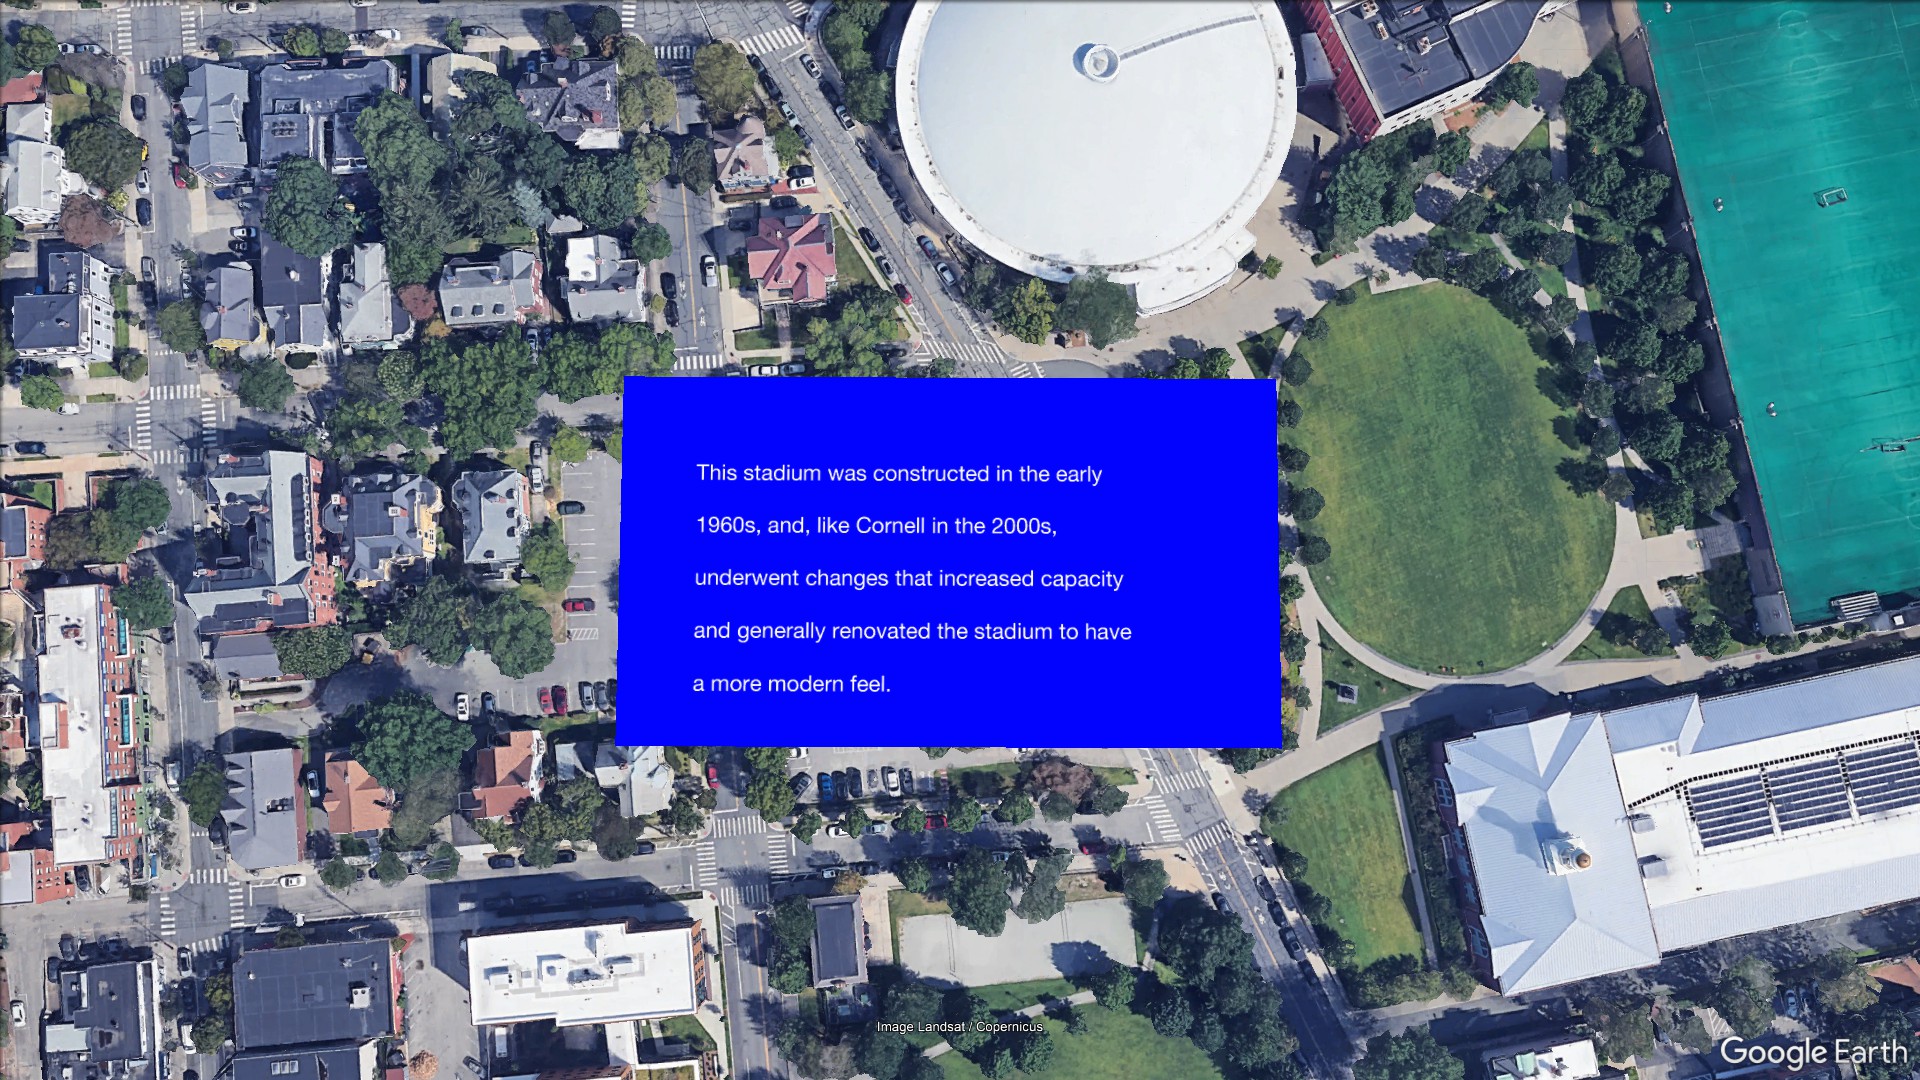 This stadium was constructed in the early
1960s, and, like Cornell in the 2000s,
underwent changes that increased capacity
and generally renovated the stadium to have
a more modern feel.
Image Landsat / Copernicus
Google Earth